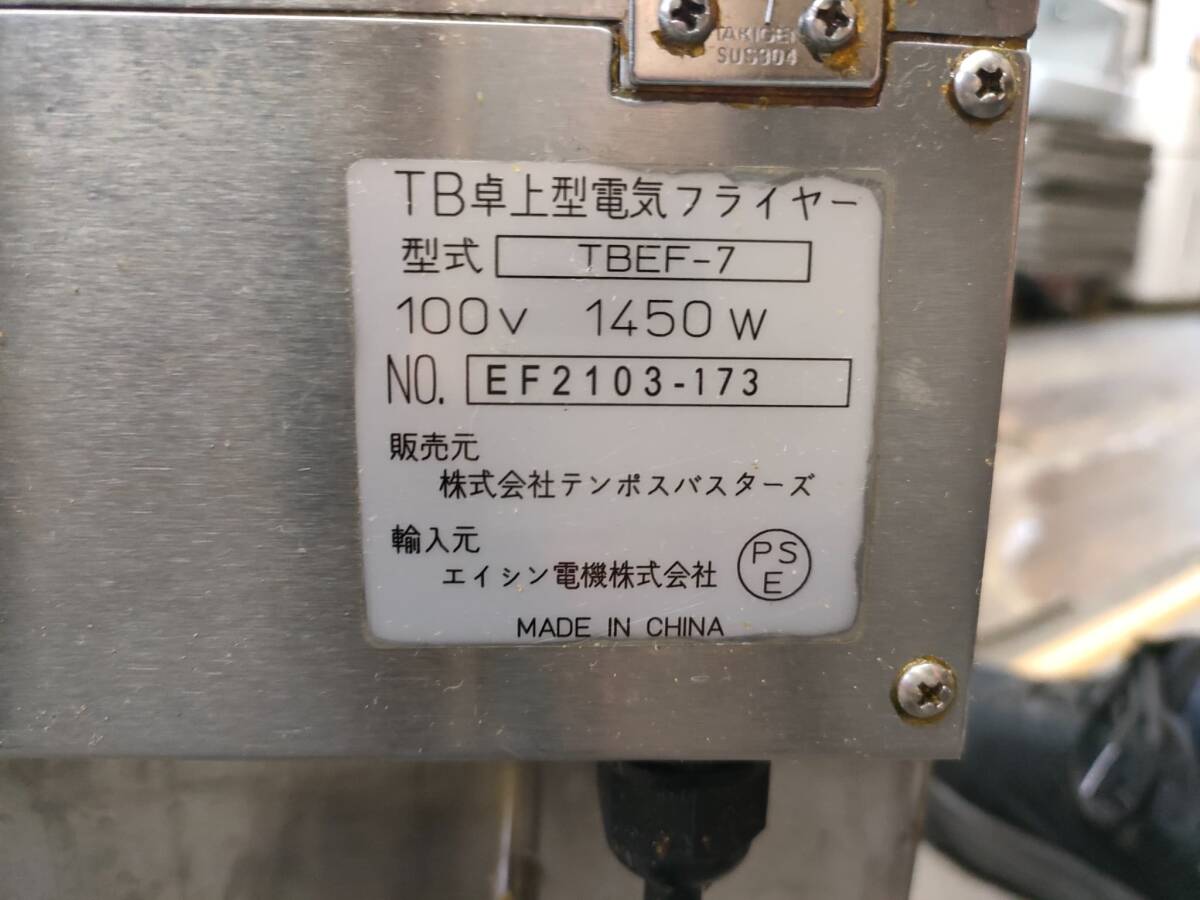 TAKIGEN
SUS304
TB卓上型電気フライヤー
型式 TBEF-7
100V 1450W
NO. EF2103-173
販売元
株式会社テンポスバスターズ
輸入元
エイシン電機株式会社
PS
E
MADE IN CHINA